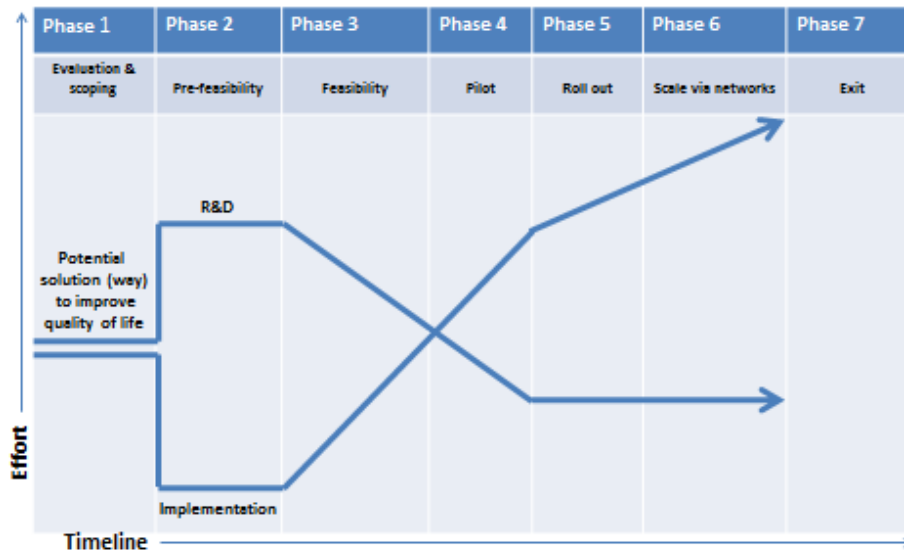 Phase 1 Phase 2 Phase 3 Phase 4 Phase 5 Phase 6 Phase 7
Evaluation &
scoping Pre-feasibility Feasibility Pilot Roll out Scale via networks Exit
R&D
Potential
solution (way)
to improve
quality of life
Effort
Implementation
Timeline